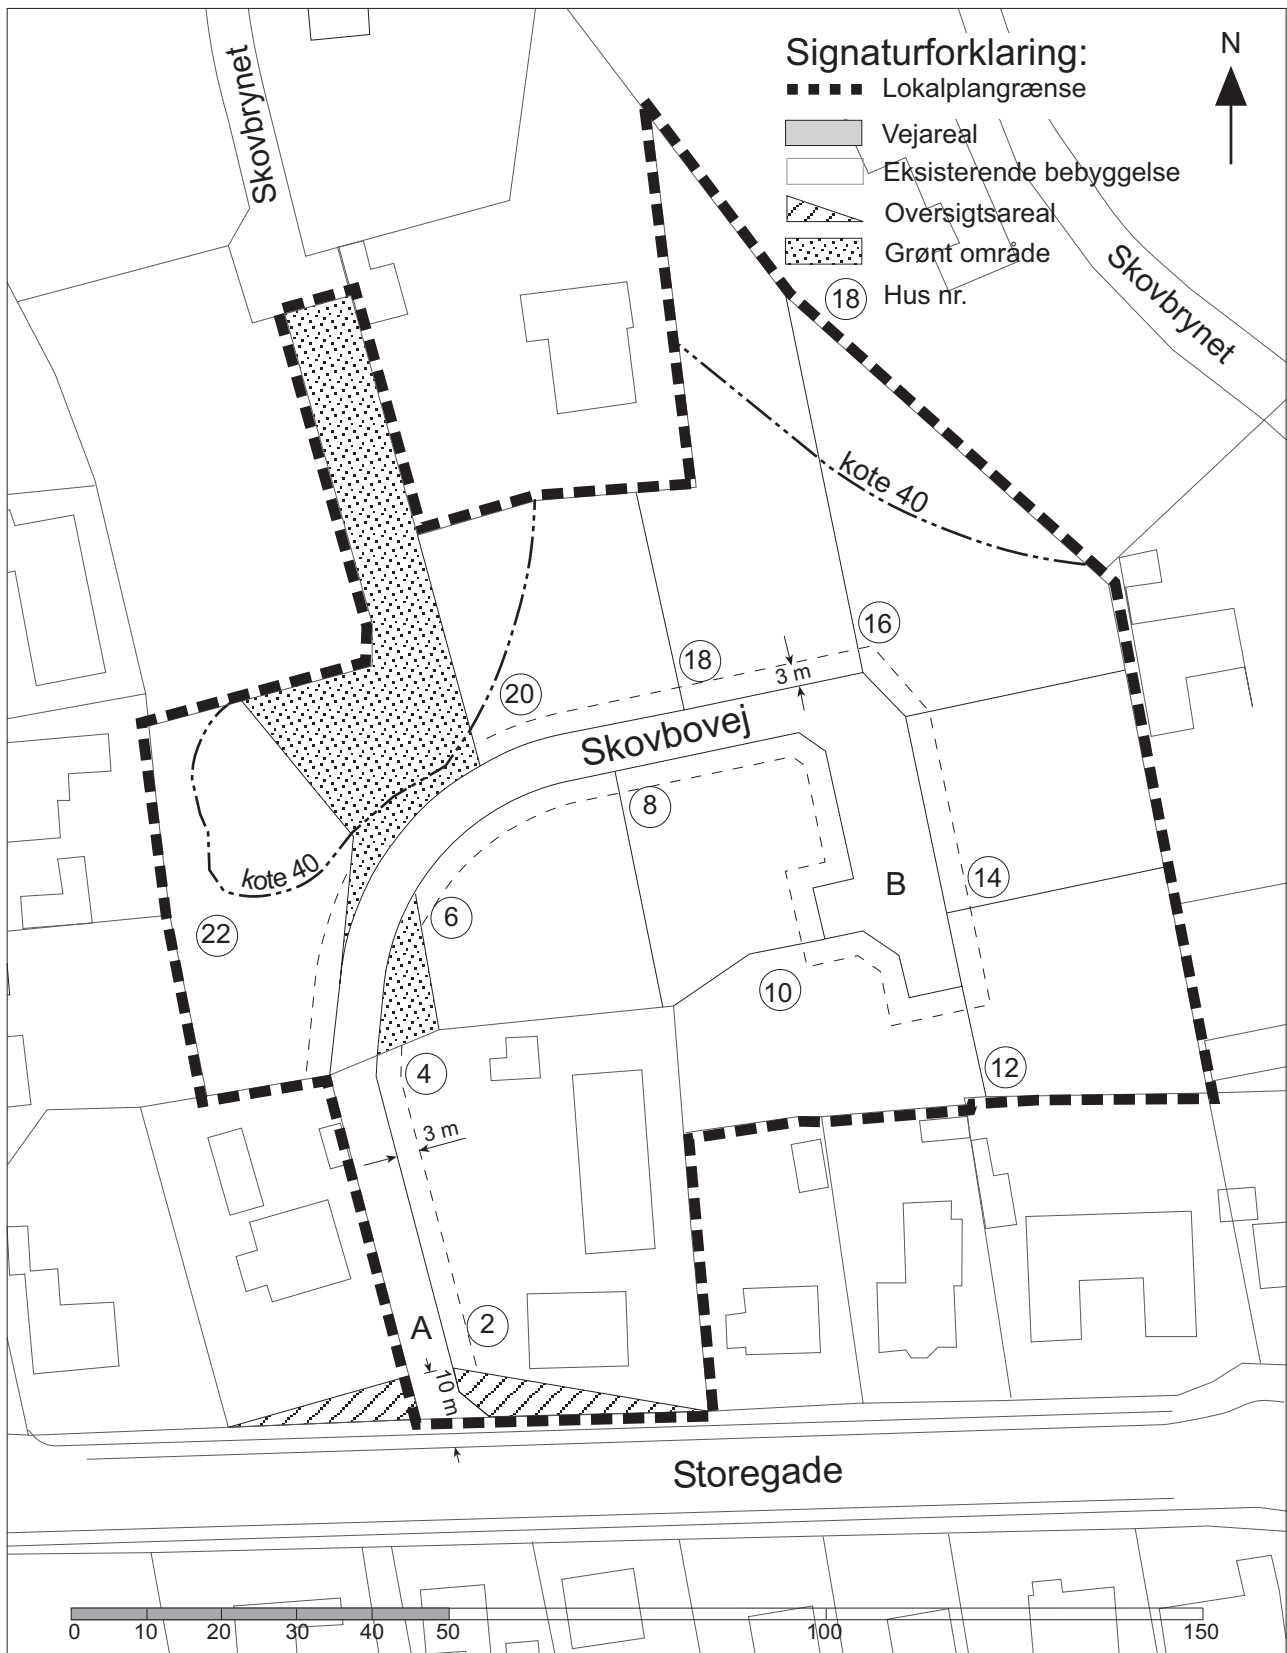 Signaturforklaring:
N
Lokalplangrænse
Vejareal
Eksisterende bebyggelse
Oversigtsareal
Grønt område
18 Hus nr.
Skovbrynet
Skovbrynet
kote 40
16
18
3 m
20
Skovbovej
8
kote 40
B
14
6
22
10
12
4
3 m
2
A
10 m
Storegade
0 10 20 30 40 50 100 150